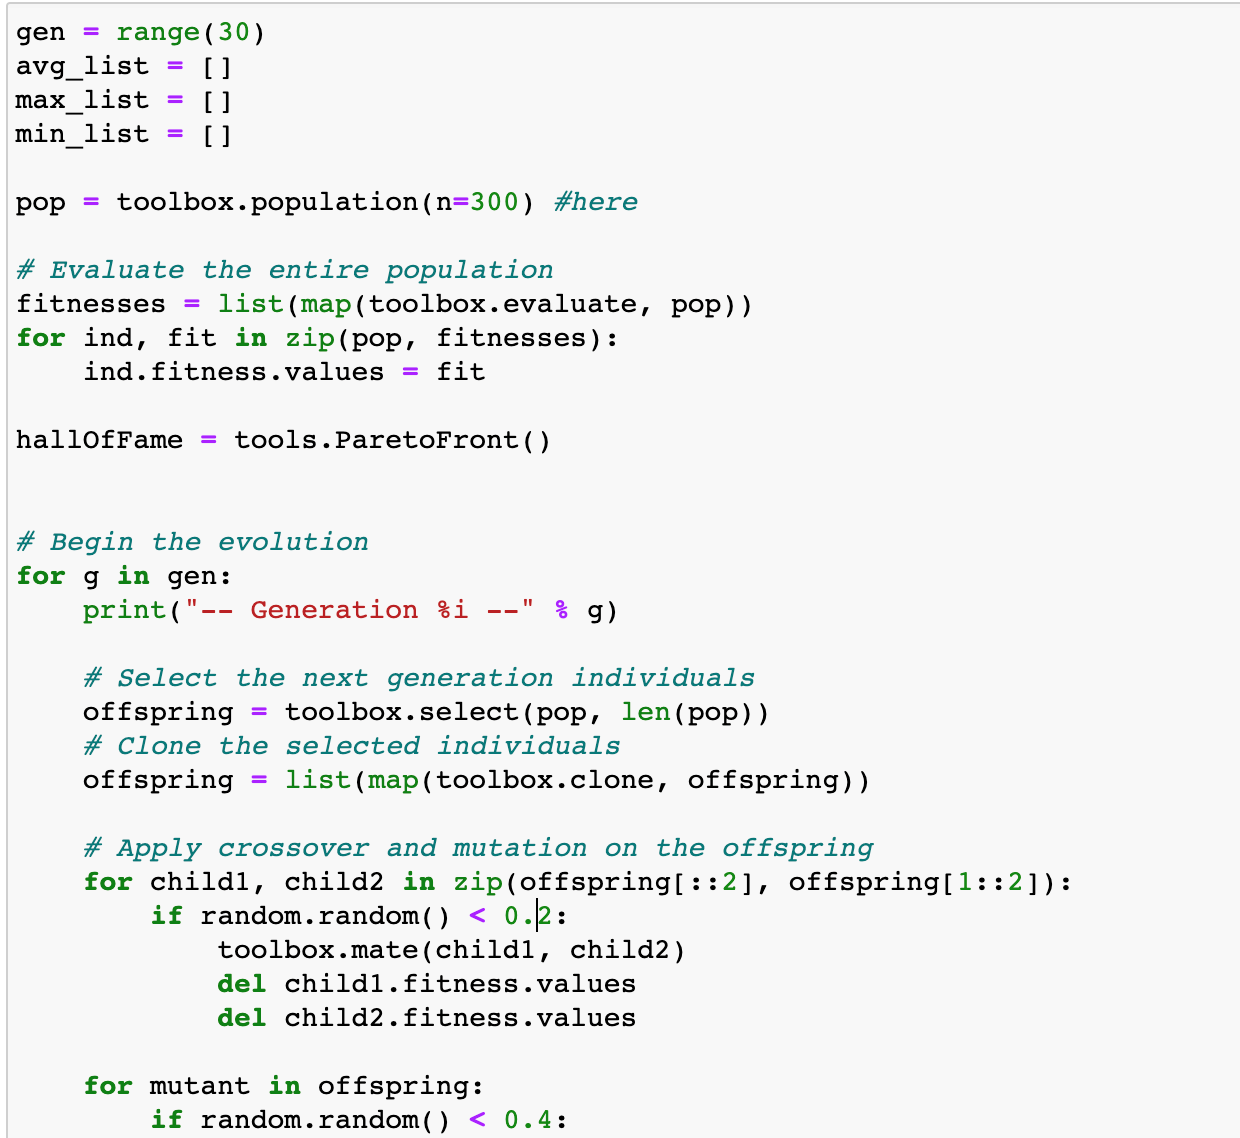 gen = range(30)
avg_list = []
max_list = []
min_list = []

pop = toolbox.population(n=300) #here

# Evaluate the entire population
fitnesses = list(map(toolbox.evaluate, pop))
for ind, fit in zip(pop, fitnesses):
    ind.fitness.values = fit

hallOfFame = tools.ParetoFront()


# Begin the evolution
for g in gen:
    print("-- Generation %i --" % g)

    # Select the next generation individuals
    offspring = toolbox.select(pop, len(pop))
    # Clone the selected individuals
    offspring = list(map(toolbox.clone, offspring))

    # Apply crossover and mutation on the offspring
    for child1, child2 in zip(offspring[::2], offspring[1::2]):
        if random.random() < 0.2:
            toolbox.mate(child1, child2)
            del child1.fitness.values
            del child2.fitness.values

    for mutant in offspring:
        if random.random() < 0.4: